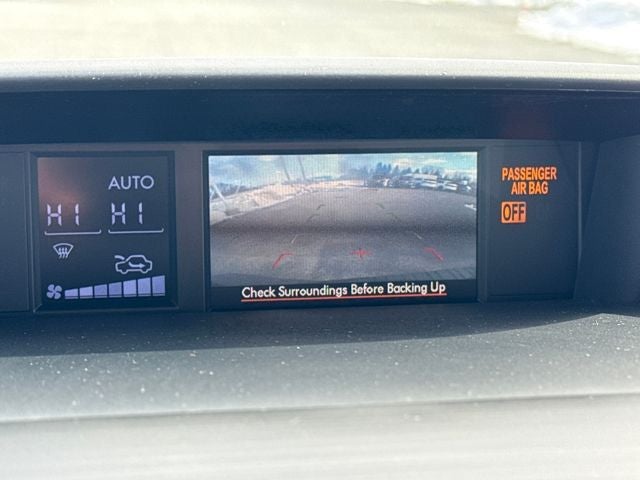 AUTO
HI HI
Check Surroundings Before Backing Up
PASSENGER
AIR BAG
OFF